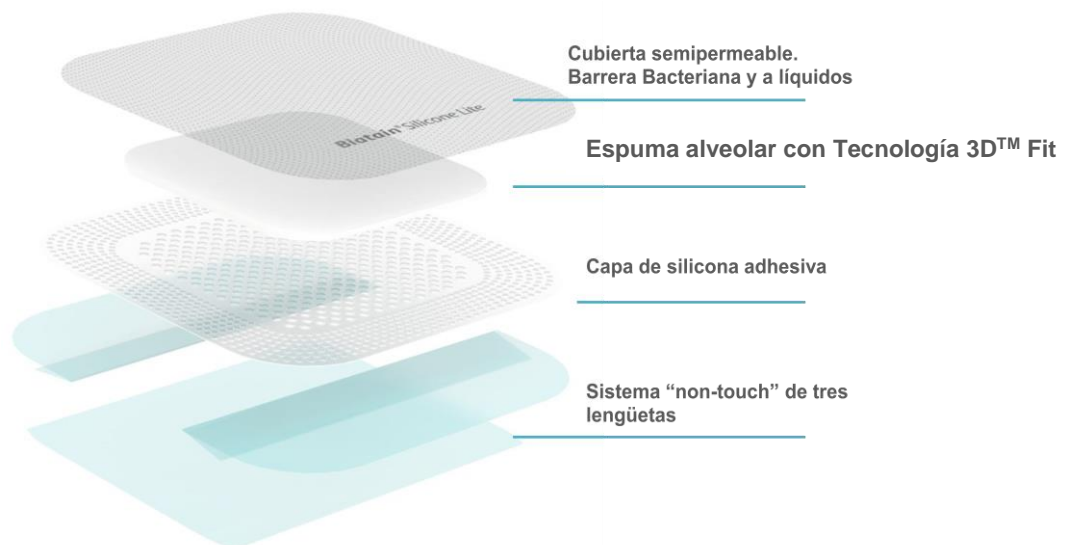 Cubierta semipermeable.
Barrera Bacteriana y a líquidos
Biatain® Silicone Lite
Espuma alveolar con Tecnología 3D™ Fit
Capa de silicona adhesiva
Sistema “non-touch” de tres
lengüetas